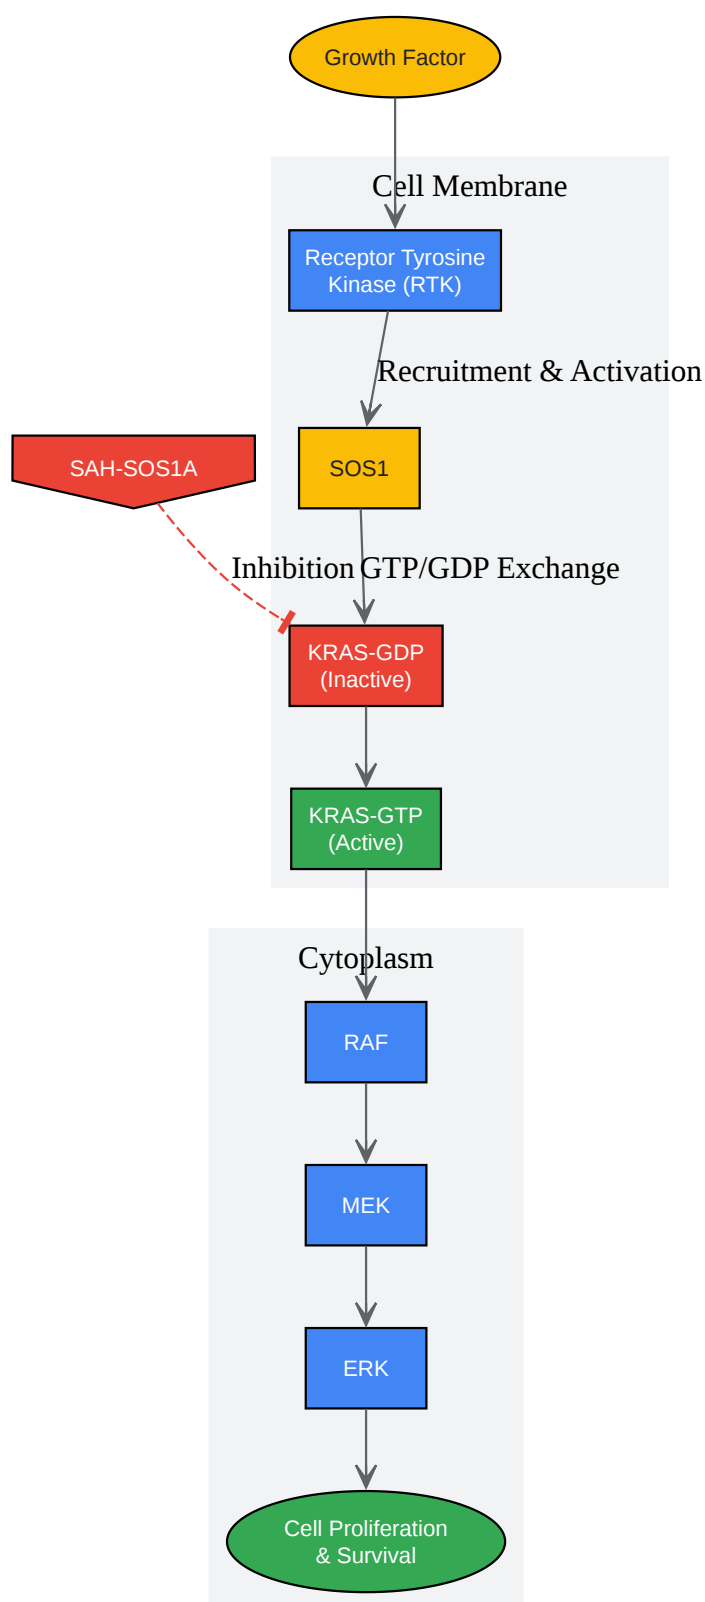 Growth Factor
Cell Membrane
Receptor Tyrosine
Kinase (RTK)
Recruitment & Activation
SAH-SOS1A
SOS1
Inhibition
GTP/GDP Exchange
KRAS-GDP
(Inactive)
KRAS-GTP
(Active)
Cytoplasm
RAF
MEK
ERK
Cell Proliferation
& Survival